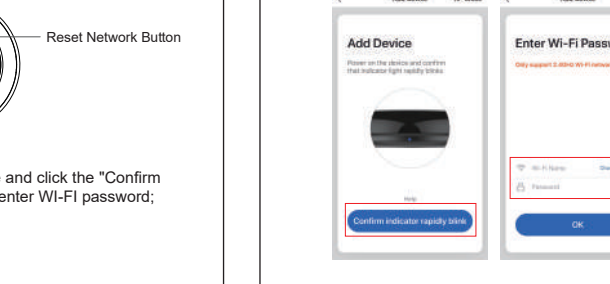 Reset Network Button
and click the "Confirm
enter WI-FI password;
Add Device
Power on the device and confirm
that indicator light rapidly blinks
Help
Confirm indicator rapidly blink
Enter Wi-Fi Passw
Only support 2.4GHz Wi-Fi networ
Wi-Fi Name
Password
OK